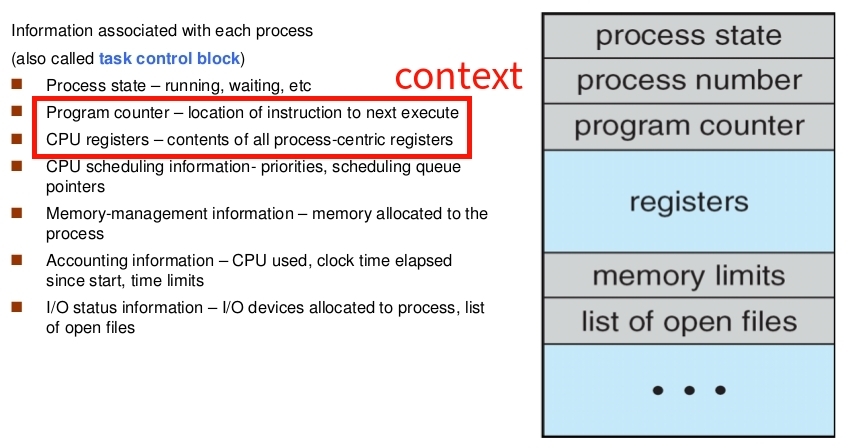 Information associated with each process
(also called task control block)
Process state – running, waiting, etc
context
Program counter – location of instruction to next execute
CPU registers – contents of all process-centric registers
CPU scheduling information- priorities, scheduling queue
pointers
Memory-management information – memory allocated to the
process
Accounting information – CPU used, clock time elapsed
since start, time limits
I/O status information – I/O devices allocated to process, list
of open files
process state
process number
program counter
registers
memory limits
list of open files
• • •